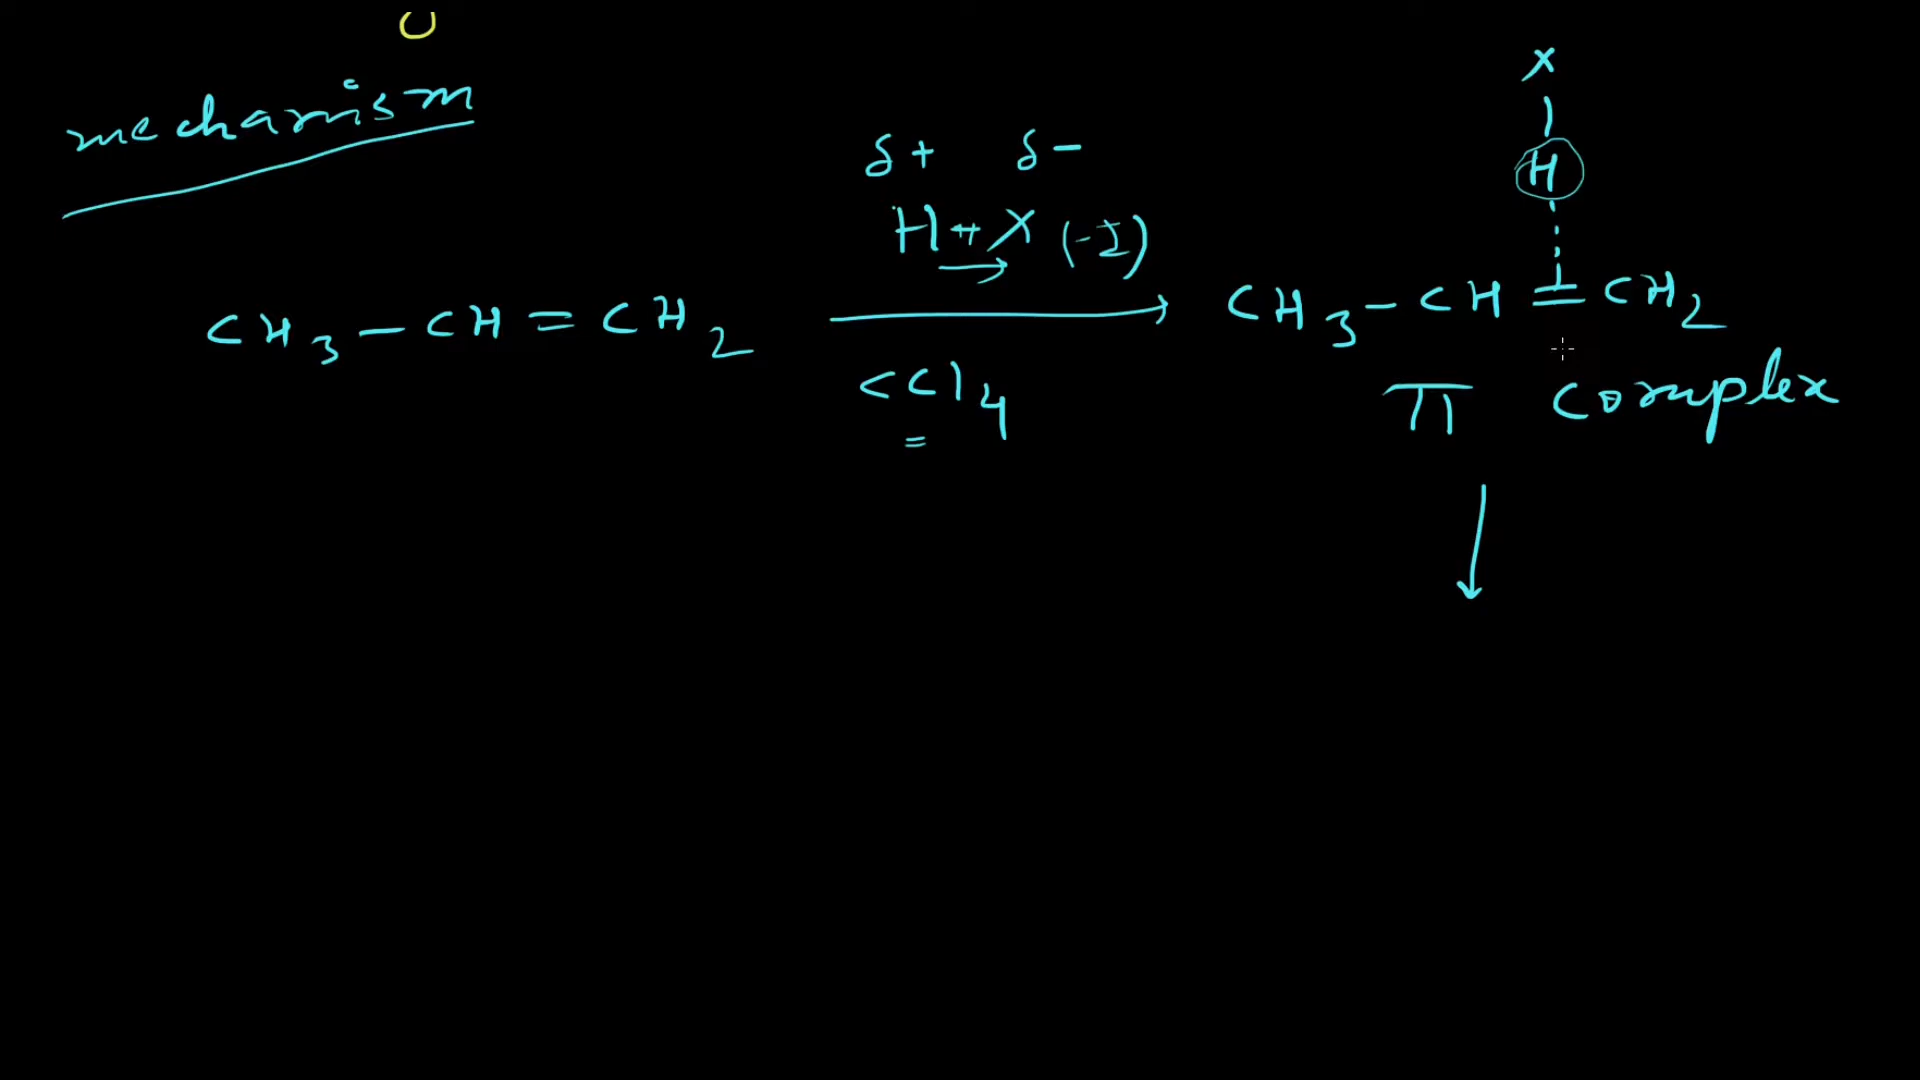 mechanism
δ+ δ-
H+X (-I)
CH3-CH=CH2
CCl4
X
H
CH3-CH=CH2
π complex